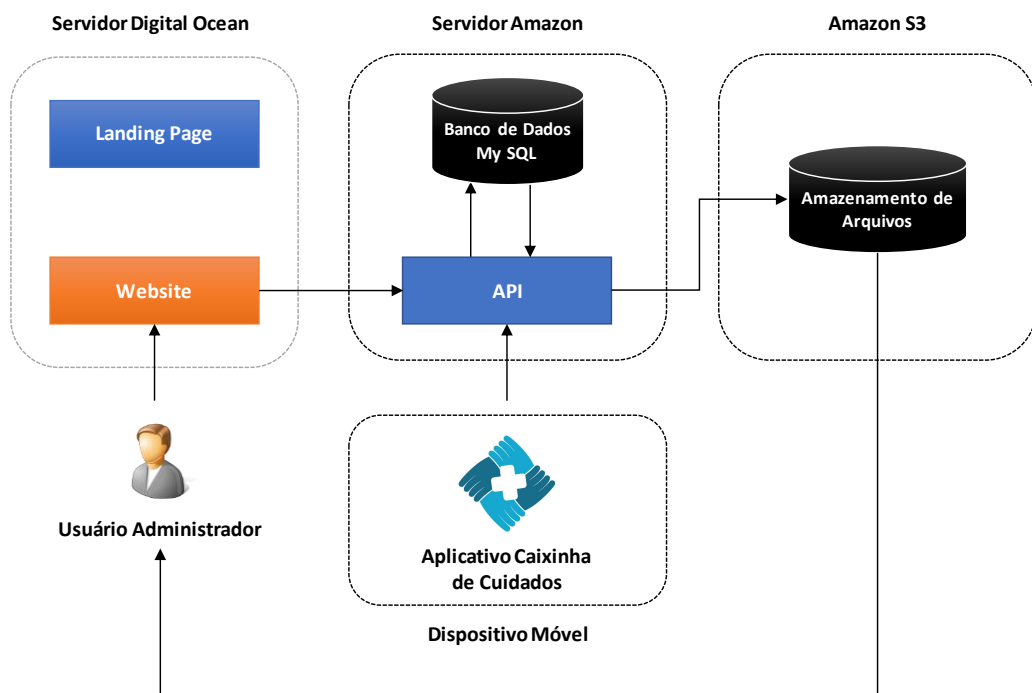 Servidor Digital Ocean
Servidor Amazon
Amazon S3
Landing Page
Banco de Dados
My SQL
Amazenamento de
Arquivos
Website
API
Usuário Administrador
Aplicativo Caixinha
de Cuidados
Dispositivo Móvel